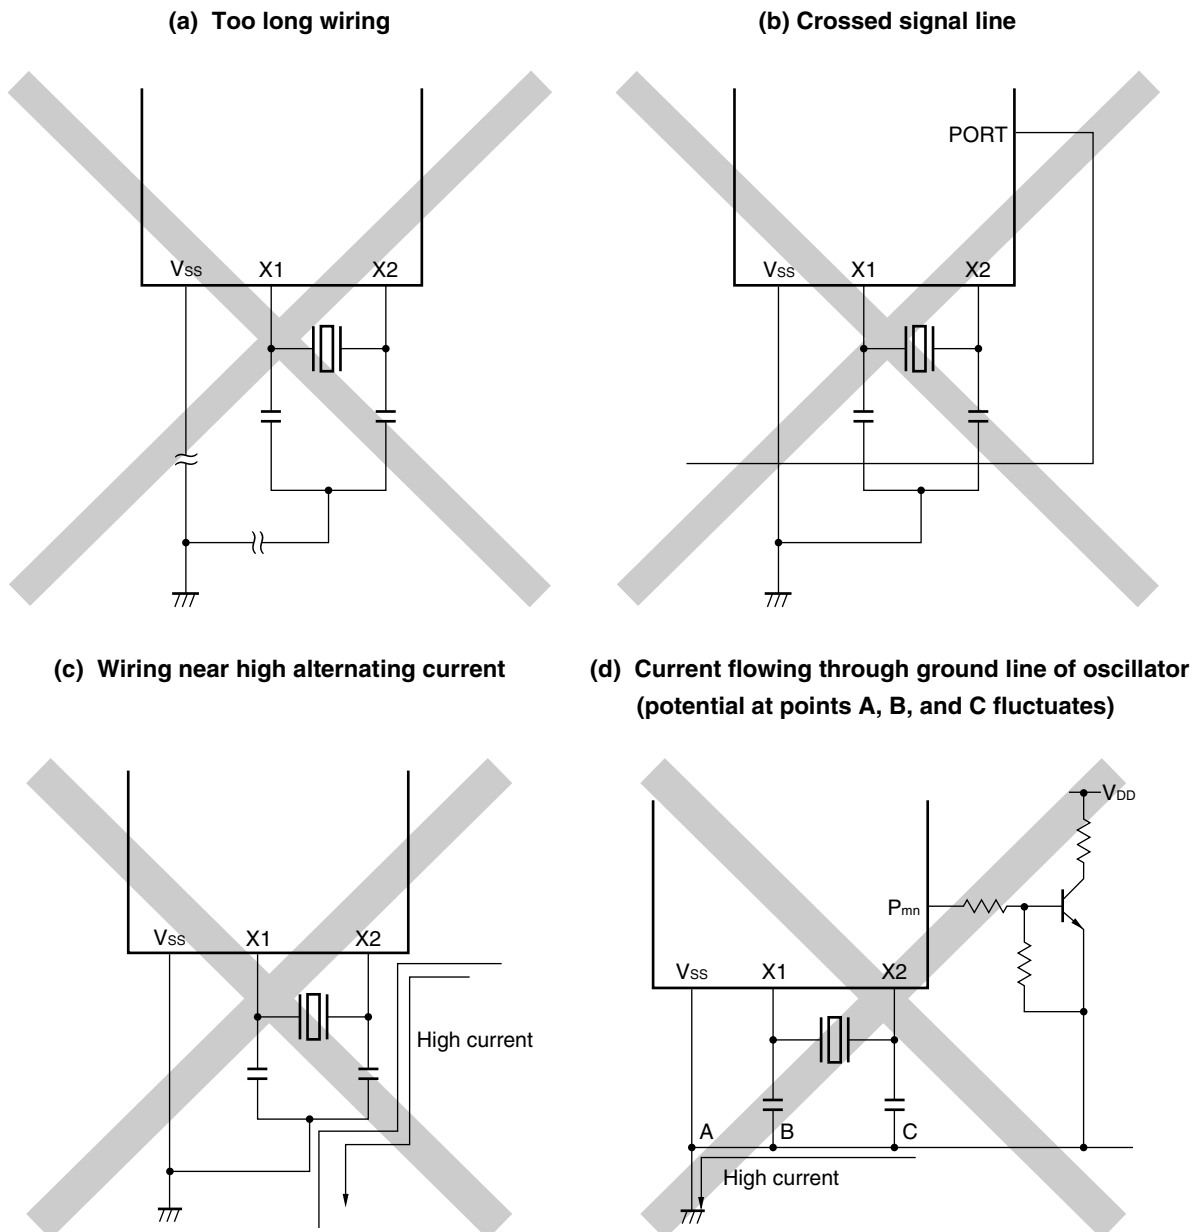 (a) Too long wiring
(b) Crossed signal line
PORT
VSS X1 X2
VSS X1 X2
(c) Wiring near high alternating current
(d) Current flowing through ground line of oscillator
(potential at points A, B, and C fluctuates)
VSS X1 X2
High current
VDD
Pmn
VSS X1 X2
A B C
High current